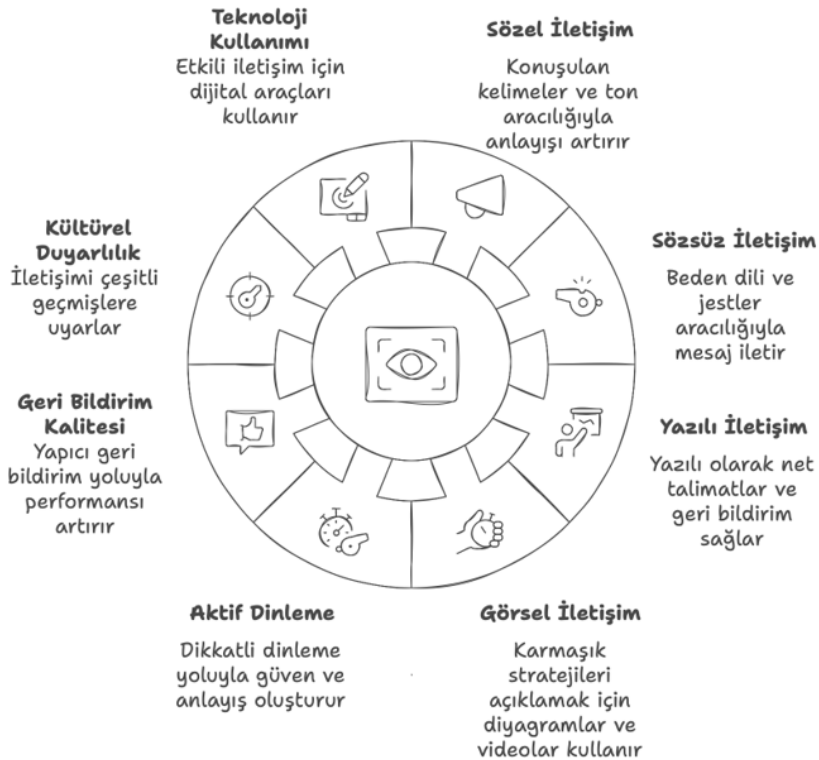 Teknoloji
Kullanımı
Etkili iletişim için
dijital araçları
kullanır
Sözel İletişim
Konuşulan
kelimeler ve ton
aracılığıyla
anlayışı artırır
Kültürel
Duyarlılık
İletişimi çeşitli
geçmişlere
uyarlar
Sözsüz İletişim
Beden dili ve
jestler
aracılığıyla
mesaj iletir
Geri Bildirim
Kalitesi
Yapıcı geri
bildirim yoluyla
performansı
artırır
Yazılı İletişim
Yazılı olarak net
talimatlar ve
geri bildirim
sağlar
Aktif Dinleme
Dikkatli dinleme
yoluyla güven ve
anlayış oluşturur
Görsel İletişim
Karmaşık
stratejileri
açıklamak için
diyagramlar ve
videolar kullanır